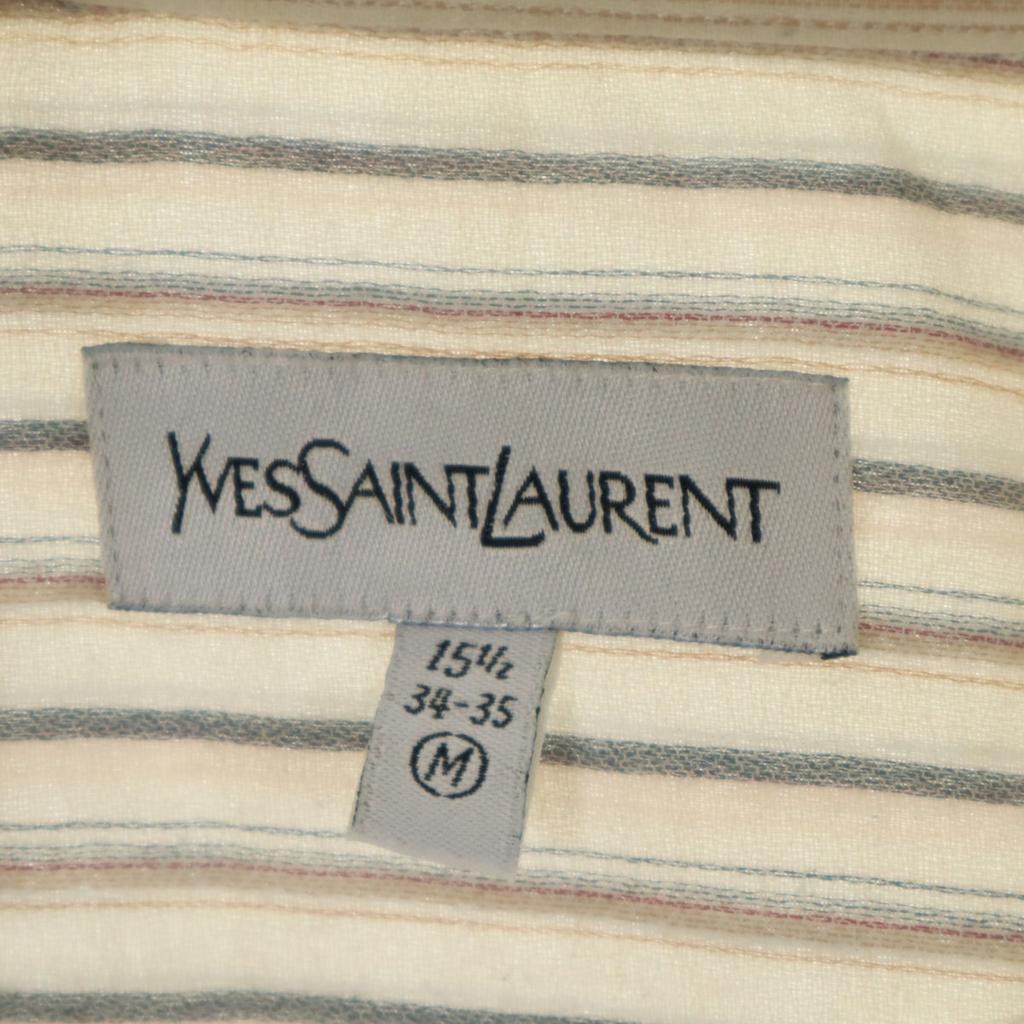 YVESSAINTLAURENT
15½
34-35
M